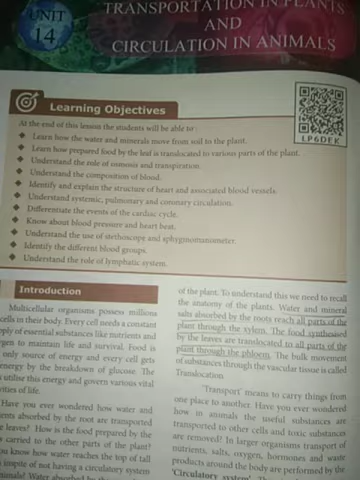 UNIT
14
TRANSPORTATION IN PLANTS
AND
CIRCULATION IN ANIMALS
Learning Objectives
LP6DEK
At the end of this lesson the students will be able to :
Learn how the water and minerals move from soil to the plant.
Learn how prepared food by the leaf is translocated to various parts of the plant.
Understand the role of osmosis and transpiration.
Understand the composition of blood.
Identify and explain the structure of heart and associated blood vessels.
Understand systemic, pulmonary and coronary circulation.
Differentiate the events of the cardiac cycle.
Know about blood pressure and heart beat.
Understand the use of stethoscope and sphygmomanometer.
Identify the different blood groups.
Understand the role of lymphatic system.
Introduction
Multicellular organisms possess millions
cells in their body. Every cell needs a constant
pply of essential substances like nutrients and
gen to maintain life and survival. Food is
only source of energy and every cell gets
energy by the breakdown of glucose. The
utilise this energy and govern various vital
vities of life.
Have you ever wondered how water and
ients absorbed by the root are transported
leaves? How is the food prepared by the
carried to the other parts of the plant?
you know how water reaches the top of tall
inspite of not having a circulatory system
imals? Water absorbed by
of the plant. To understand this we need to recall
the anatomy of the plants. Water and mineral
salts absorbed by the roots reach all parts of the
plant through the xylem. The food synthesised
by the leaves are translocated to all parts of the
plant through the phloem. The bulk movement
of substances through the vascular tissue is called
Translocation.
'Transport' means to carry things from
one place to another. Have you ever wondered
how in animals the useful substances are
transported to other cells and toxic substances
are removed? In larger organisms transport of
nutrients, salts, oxygen, hormones and waste
products around the body are performed by the
'Circulatory system'.